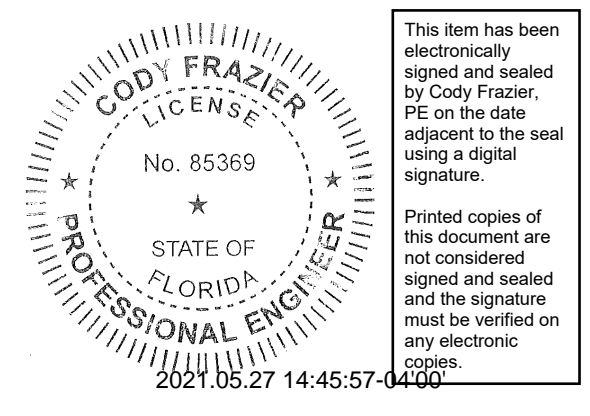 CODY FRAZIER
LICENSE
No. 85369
STATE OF
FLORIDA
PROFESSIONAL ENGINEER
This item has been
electronically
signed and sealed
by Cody Frazier,
PE on the date
adjacent to the seal
using a digital
signature.
Printed copies of
this document are
not considered
signed and sealed
and the signature
must be verified on
any electronic
copies.
2021.05.27 14:45:57-04'00'